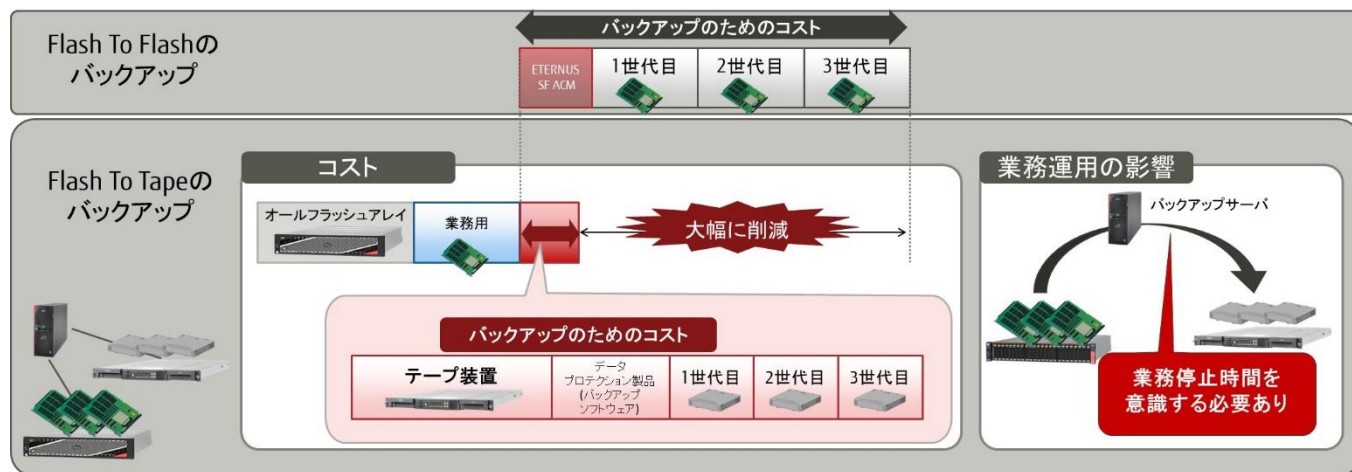 Flash To Flashの
バックアップ
バックアップのためのコスト
ETERNUS
SF ACM
1世代目
2世代目
3世代目
Flash To Tapeの
バックアップ
コスト
オールフラッシュアレイ
業務用
大幅に削減
バックアップのためのコスト
テープ装置
データ
プロテクション製品
(バックアップ
ソフトウェア)
1世代目
2世代目
3世代目
業務運用の影響
バックアップサーバ
業務停止時間を
意識する必要あり